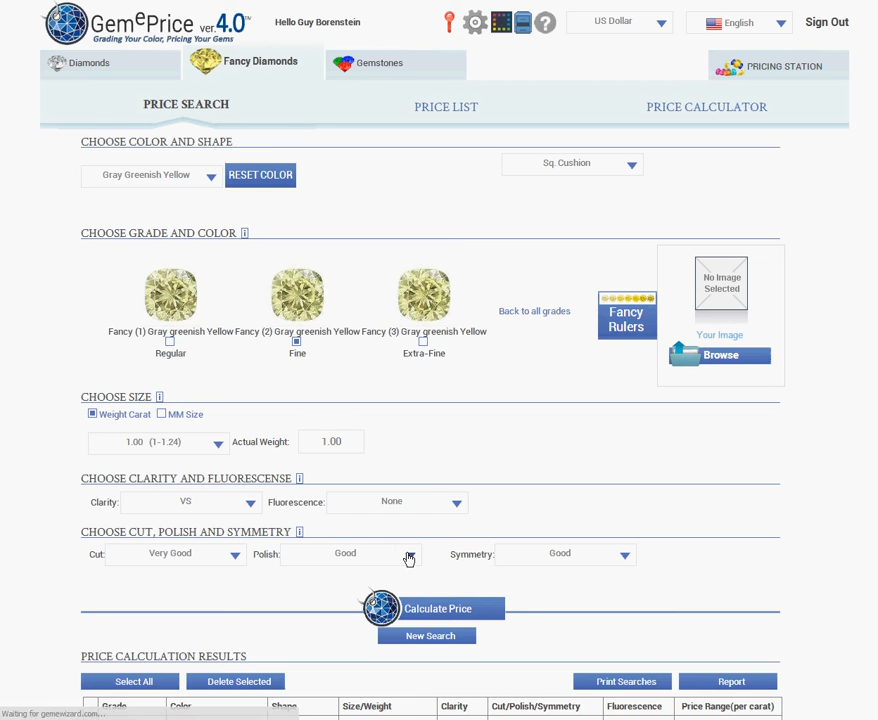 GemePrice ver.4.0™
Grading Your Color, Pricing Your Gems
Hello Guy Borenstein
US Dollar
English
Sign Out
Diamonds
Fancy Diamonds
Gemstones
PRICING STATION
PRICE SEARCH
PRICE LIST
PRICE CALCULATOR
CHOOSE COLOR AND SHAPE
Gray Greenish Yellow
RESET COLOR
Sq. Cushion
CHOOSE GRADE AND COLOR i
Fancy (1) Gray greenish Yellow
Fancy (2) Gray greenish Yellow
Fancy (3) Gray greenish Yellow
Regular
Fine
Extra-Fine
Back to all grades
Fancy
Rulers
No Image
Selected
Your Image
Browse
CHOOSE SIZE i
Weight Carat MM Size
1.00 (1-1.24)
Actual Weight: 1.00
CHOOSE CLARITY AND FLUORESCENSE i
Clarity: VS
Fluorescence: None
CHOOSE CUT, POLISH AND SYMMETRY i
Cut: Very Good
Polish: Good
Symmetry: Good
Calculate Price
New Search
PRICE CALCULATION RESULTS
Select All
Delete Selected
Print Searches
Report
Grade Color Shape Size/Weight Clarity Cut/Polish/Symmetry Fluorescence Price Range(per carat)
Waiting for gemewizard.com...